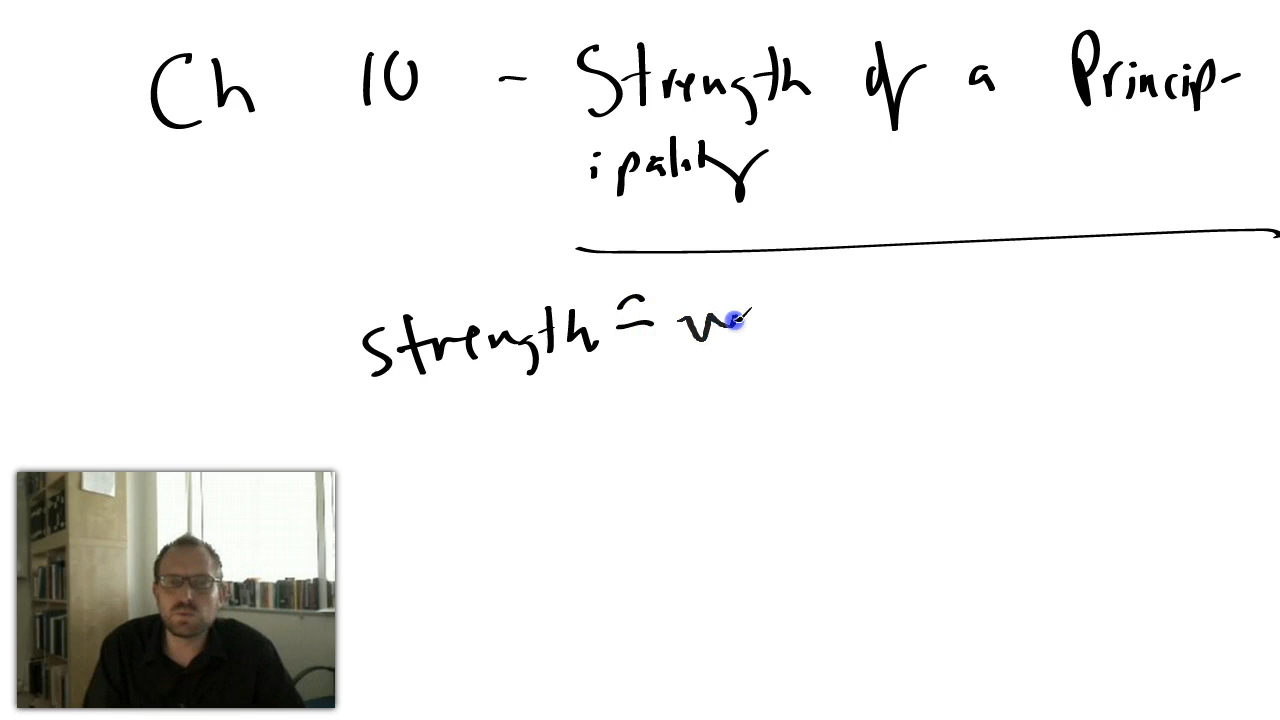 Ch 10 - Strength of a Princip-
ipality
strength =